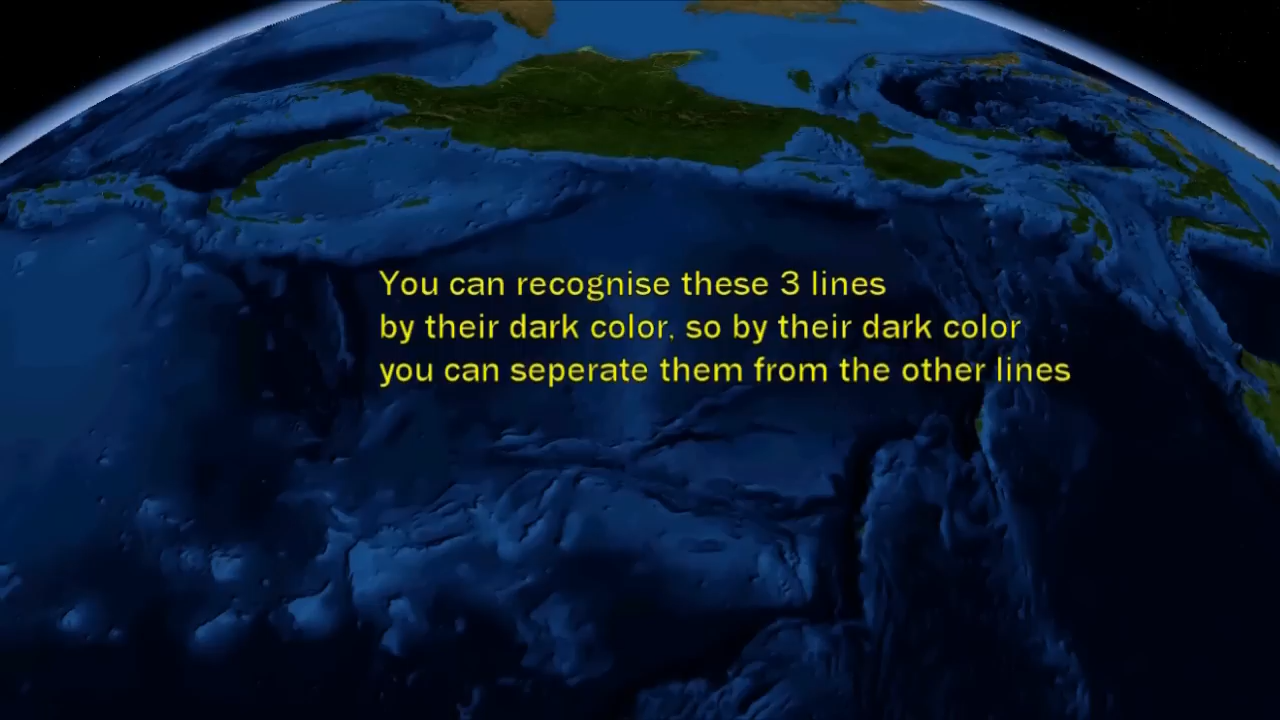 You can recognise these 3 lines
by their dark color, so by their dark color
you can seperate them from the other lines